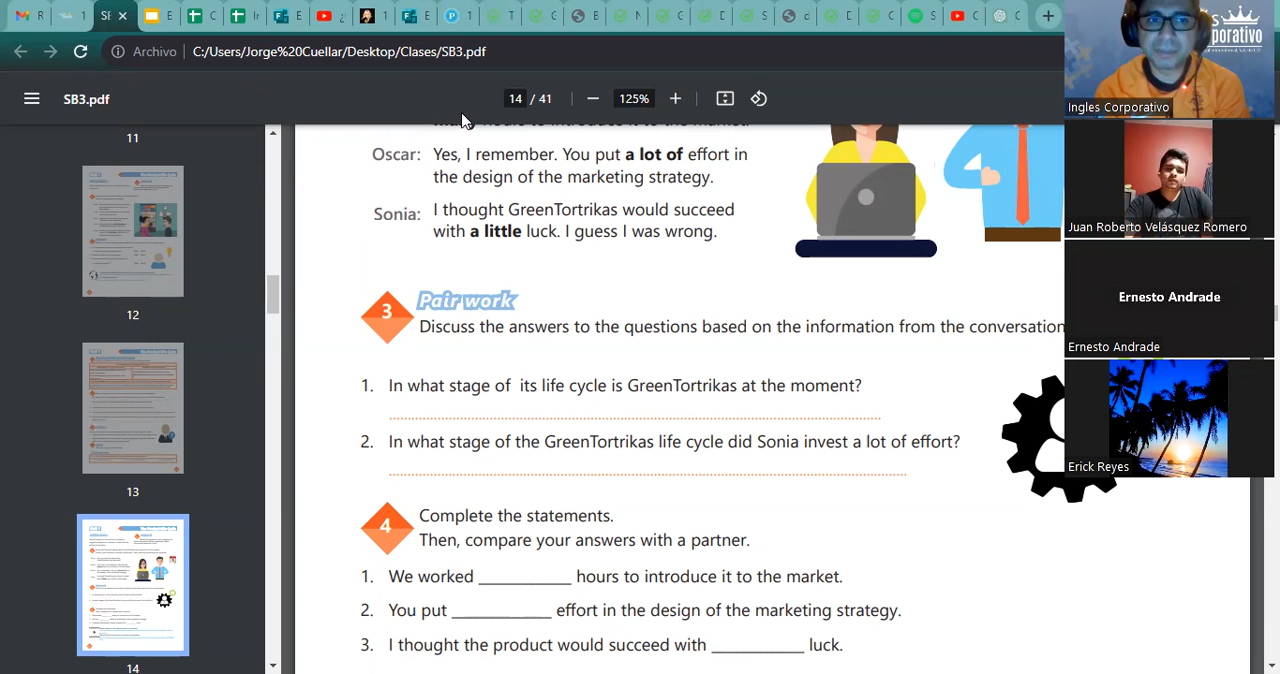 SB
E
C
Ir
E
1
E
1
T
G
B
N
G
D
S
d
D
C
S
C
C
Archivo
C:/Users/Jorge%20Cuellar/Desktop/Clases/SB3.pdf
SB3.pdf
14 / 41
125%
11
12
13
14
Oscar: Yes, I remember. You put a lot of effort in
the design of the marketing strategy.
Sonia: I thought GreenTortrikas would succeed
with a little luck. I guess I was wrong.
3
Pair work
Discuss the answers to the questions based on the information from the conversation
1. In what stage of its life cycle is GreenTortrikas at the moment?
2. In what stage of the GreenTortrikas life cycle did Sonia invest a lot of effort?
4
Complete the statements.
Then, compare your answers with a partner.
1. We worked ___________ hours to introduce it to the market.
2. You put ____________ effort in the design of the marketing strategy.
3. I thought the product would succeed with ___________ luck.
Ingles Corporativo
Juan Roberto Velásquez Romero
Ernesto Andrade
Ernesto Andrade
Erick Reyes